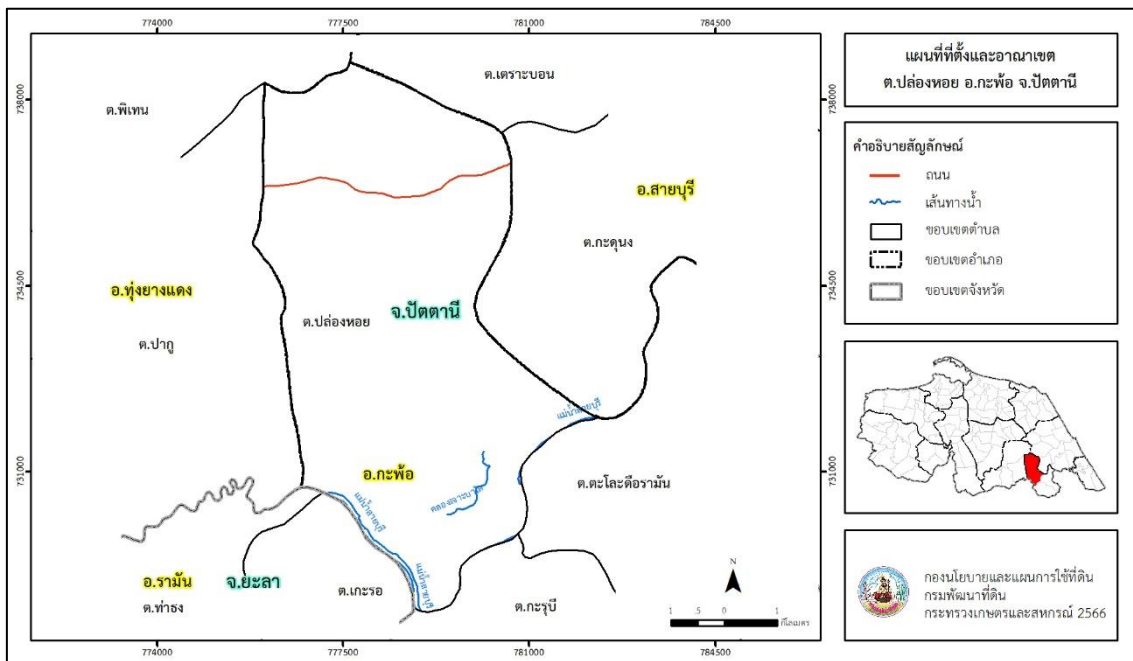 774000
777500
781000
784500
738000
734500
731000
738000
734500
731000
774000
777500
781000
784500
ต.เตราะบอน
ต.พิเทน
อ.สายบุรี
ต.กะดุนง
อ.ทุ่งยางแดง
จ.ปัตตานี
ต.ปล่องหอย
ต.ปากู
แม่น้ำสายบุรี
อ.กะพ้อ
ต.ตะโละดือรามัน
แม่น้ำสายบุรี
แม่น้ำสายบุรี
อ.รามัน
จ.ยะลา
ต.เกะรอ
ต.ท่าธง
ต.กะรุบี
N
1 .5 0 1
กิโลเมตร
แผนที่ที่ตั้งและอาณาเขต
ต.ปล่องหอย อ.กะพ้อ จ.ปัตตานี
คำอธิบายสัญลักษณ์
ถนน
เส้นทางน้ำ
ขอบเขตตำบล
ขอบเขตอำเภอ
ขอบเขตจังหวัด
กองนโยบายและแผนการใช้ที่ดิน
กรมพัฒนาที่ดิน
กระทรวงเกษตรและสหกรณ์ 2566